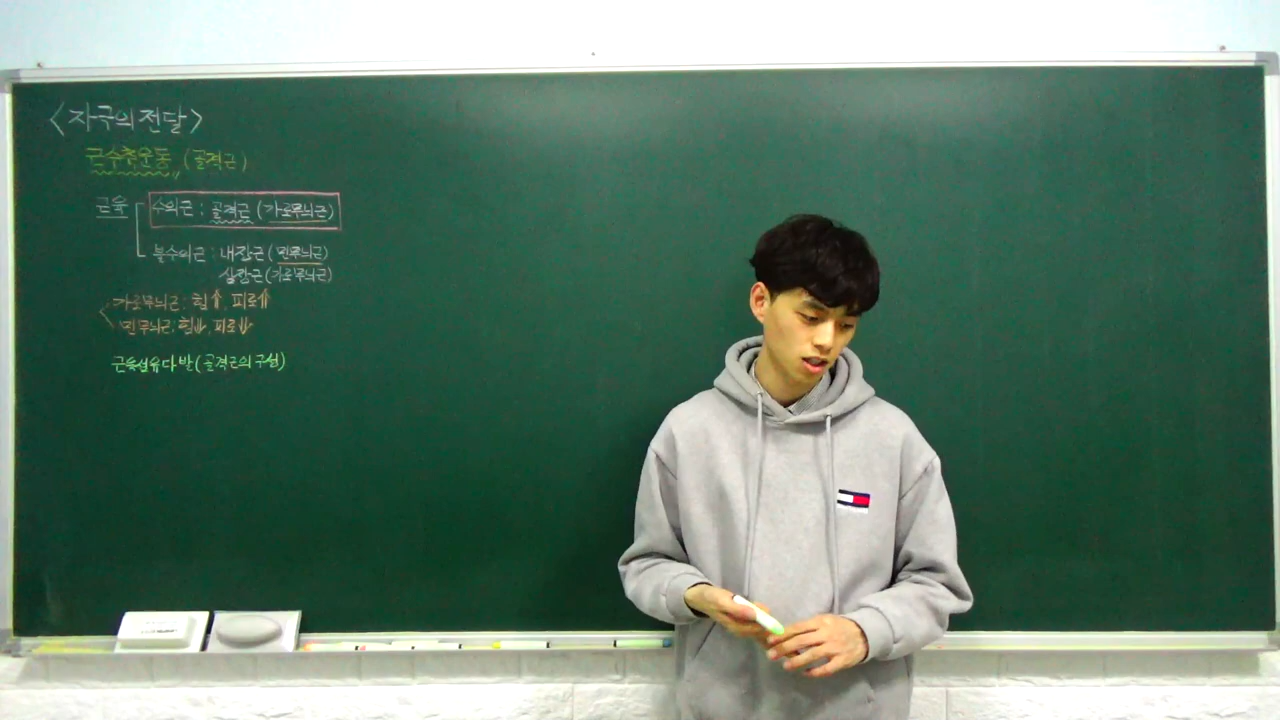 <자극의 전달>
근수축운동 (골격근)
근육 수의근 : 골격근 (가로무늬근)
불수의근 : 내장근 (민무늬근)
심장근 (가로무늬근)
가로무늬근 : 힘⇑, 피로⇑
민무늬근 : 힘⇓, 피로⇓
근육섬유다발 (골격근의 구성)